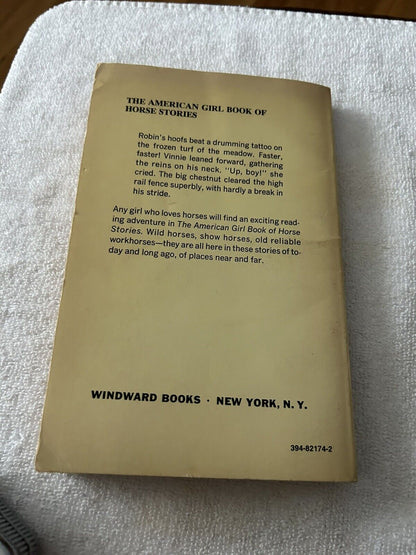 THE AMERICAN GIRL BOOK OF
HORSE STORIES
Robin's hoofs beat a drumming tattoo on
the frozen turf of the meadow. Faster,
faster! Vinnie leaned forward, gathering
the reins on his neck. "Up, boy!" she
cried. The big chestnut cleared the high
rail fence superbly, with hardly a break in
his stride.
Any girl who loves horses will find an exciting read-
ing adventure in The American Girl Book of Horse
Stories. Wild horses, show horses, old reliable
workhorses—they are all here in these stories of to-
day and long ago, of places near and far.
WINDWARD BOOKS · NEW YORK, N. Y.
394-82174-2